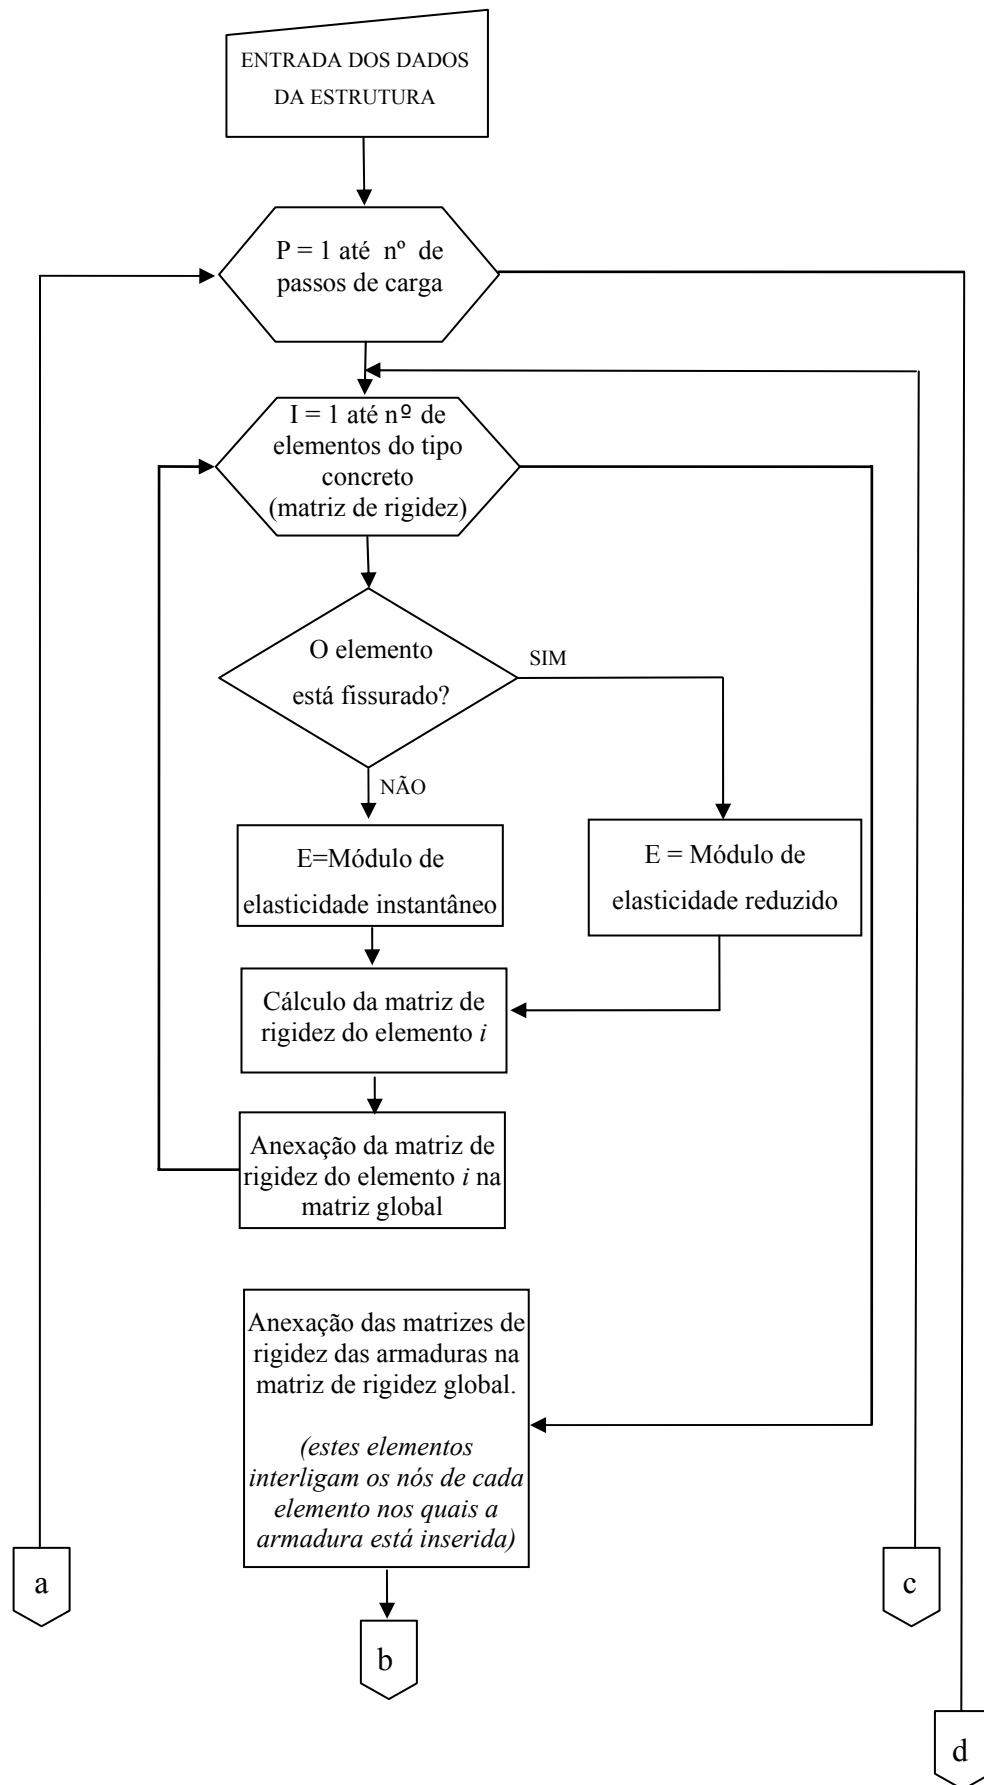 ENTRADA DOS DADOS
DA ESTRUTURA
P = 1 até nº de
passos de carga
I = 1 até nº de
elementos do tipo
concreto
(matriz de rigidez)
O elemento
está fissurado?
SIM
NÃO
E=Módulo de
elasticidade instantâneo
E = Módulo de
elasticidade reduzido
Cálculo da matriz de
rigidez do elemento i
Anexação da matriz de
rigidez do elemento i na
matriz global
Anexação das matrizes de
rigidez das armaduras na
matriz de rigidez global.
(estes elementos
interligam os nós de cada
elemento nos quais a
armadura está inserida)
a
c
b
d